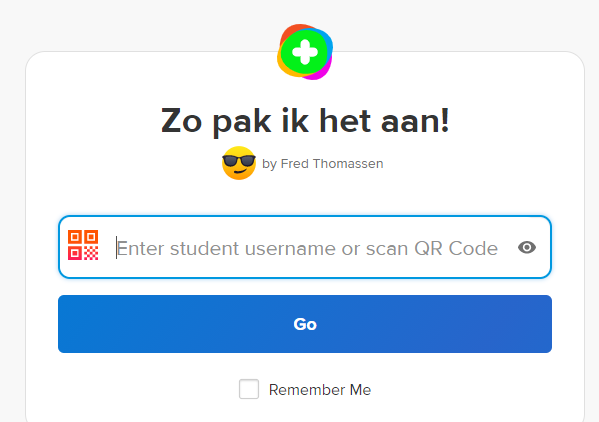 Zo pak ik het aan!
by Fred Thomassen
Enter student username or scan QR Code
Go
Remember Me